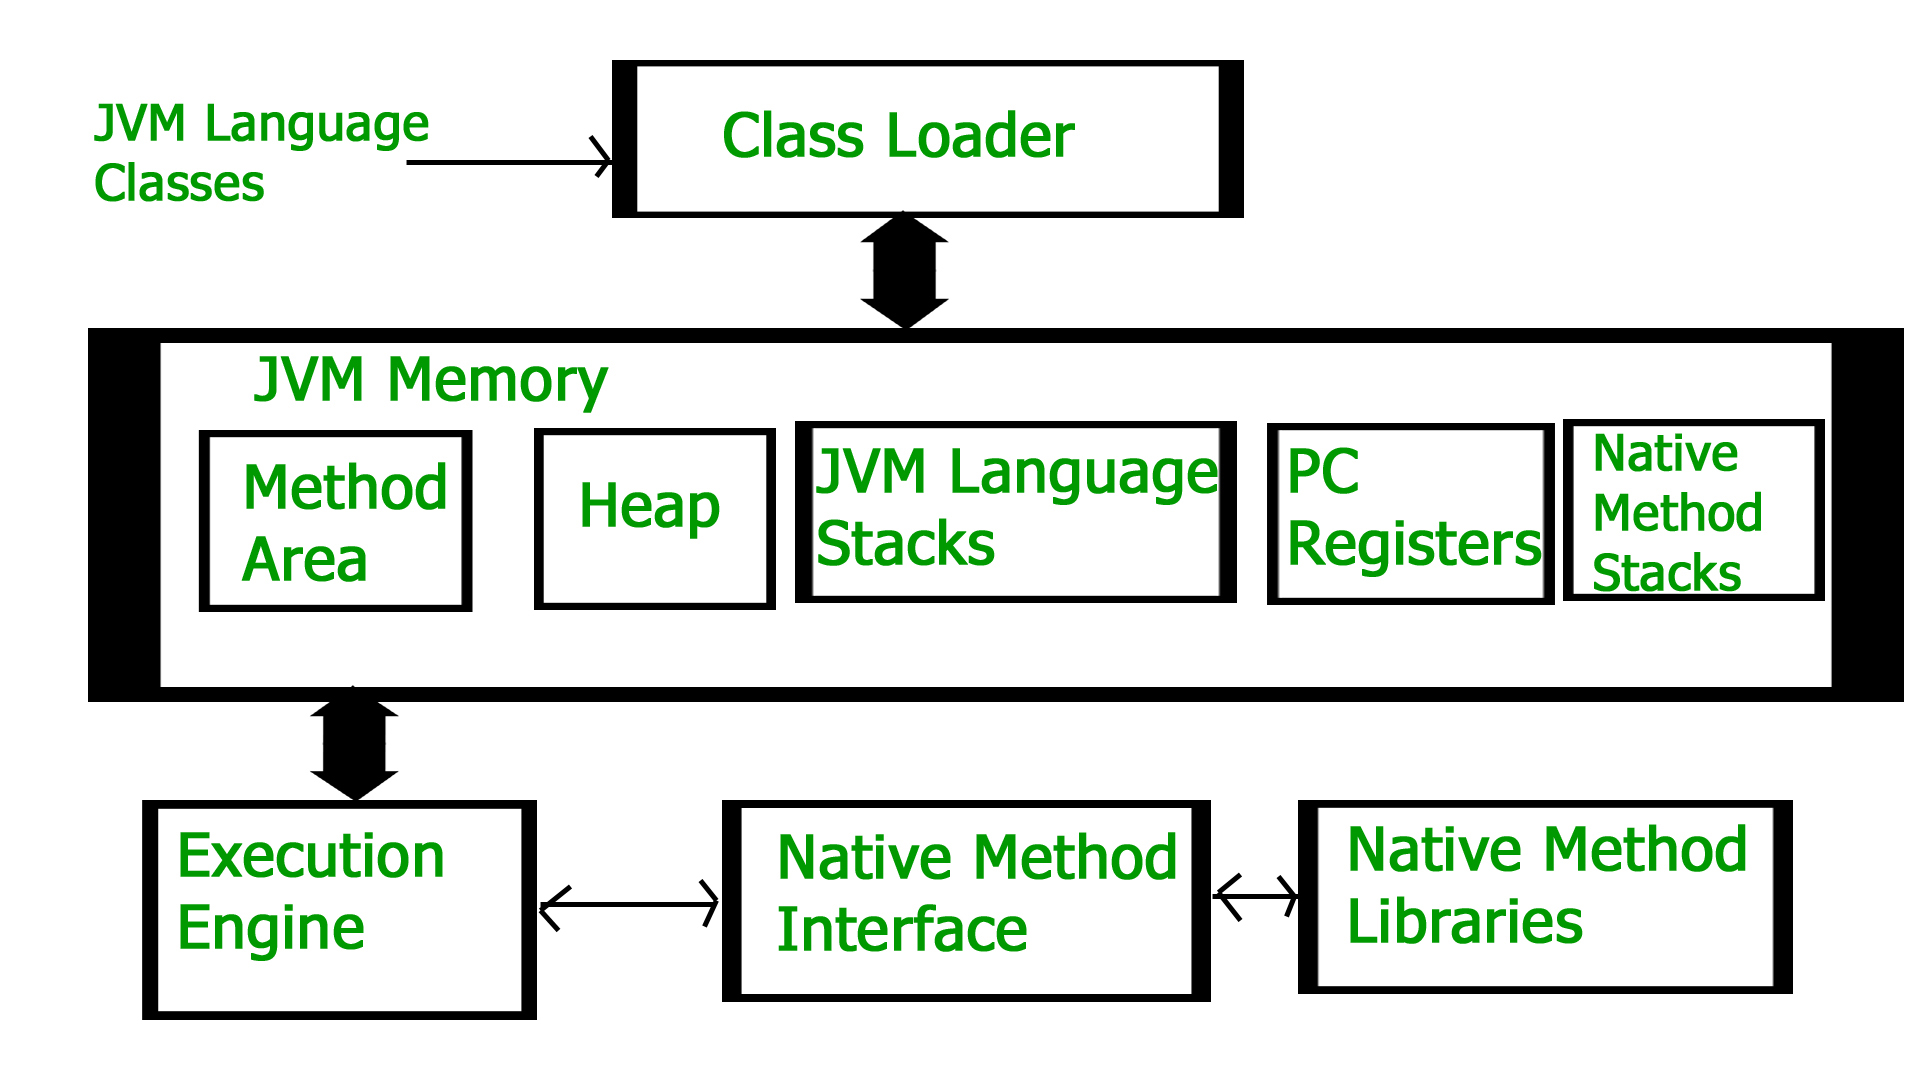 JVM Language
Classes
Class Loader
JVM Memory
Method
Area
Heap
JVM Language
Stacks
PC
Registers
Native
Method
Stacks
Execution
Engine
Native Method
Interface
Native Method
Libraries